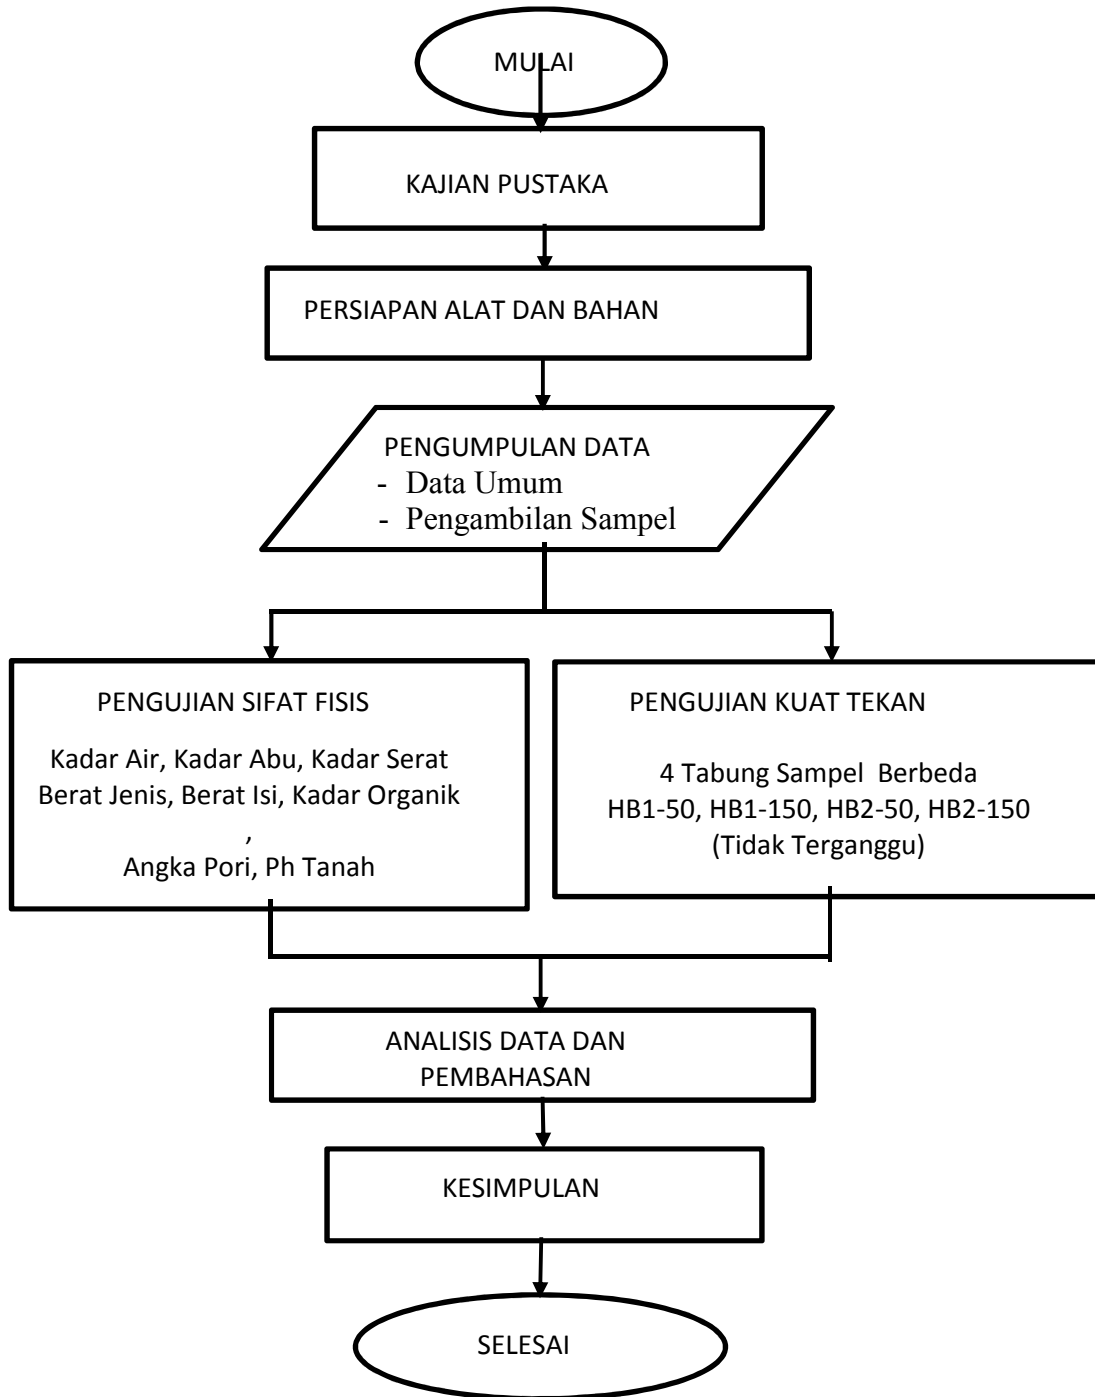 MULAI
KAJIAN PUSTAKA
PERSIAPAN ALAT DAN BAHAN
PENGUMPULAN DATA
- Data Umum
- Pengambilan Sampel
PENGUJIAN SIFAT FISIS
Kadar Air, Kadar Abu, Kadar Serat
Berat Jenis, Berat Isi, Kadar Organik
,
Angka Pori, Ph Tanah
PENGUJIAN KUAT TEKAN
4 Tabung Sampel Berbeda
HB1-50, HB1-150, HB2-50, HB2-150
(Tidak Terganggu)
ANALISIS DATA DAN
PEMBAHASAN
KESIMPULAN
SELESAI